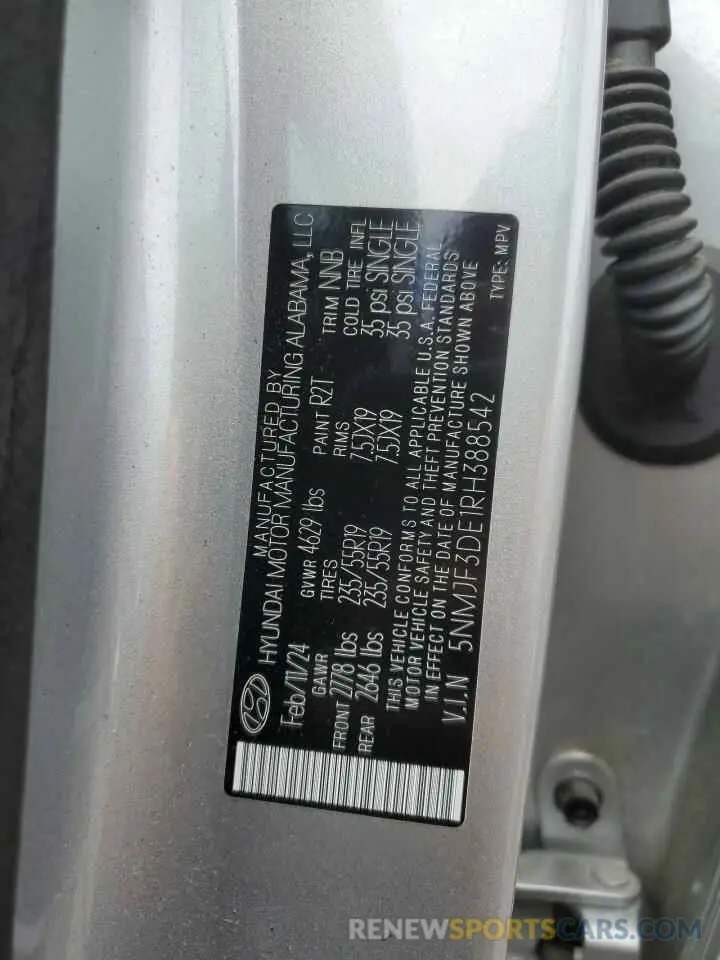 MANUFACTURED BY
HYUNDAI MOTOR MANUFACTURING ALABAMA, LLC
Feb/11/24 GVWR 4629 lbs PAINT R2T TRIM NNB
GAWR TIRES RIMS COLD TIRE INFL
FRONT 2778 lbs 235/55R19 7.5JX19 35 psi SINGLE
REAR 2646 lbs 235/55R19 7.5JX19 35 psi SINGLE
THIS VEHICLE CONFORMS TO ALL APPLICABLE U.S.A. FEDERAL
MOTOR VEHICLE SAFETY AND THEFT PREVENTION STANDARDS
IN EFFECT ON THE DATE OF MANUFACTURE SHOWN ABOVE
V.I.N 5NMJF3DE1RH388542 TYPE: MPV
RENEWSPORTSCARS.COM